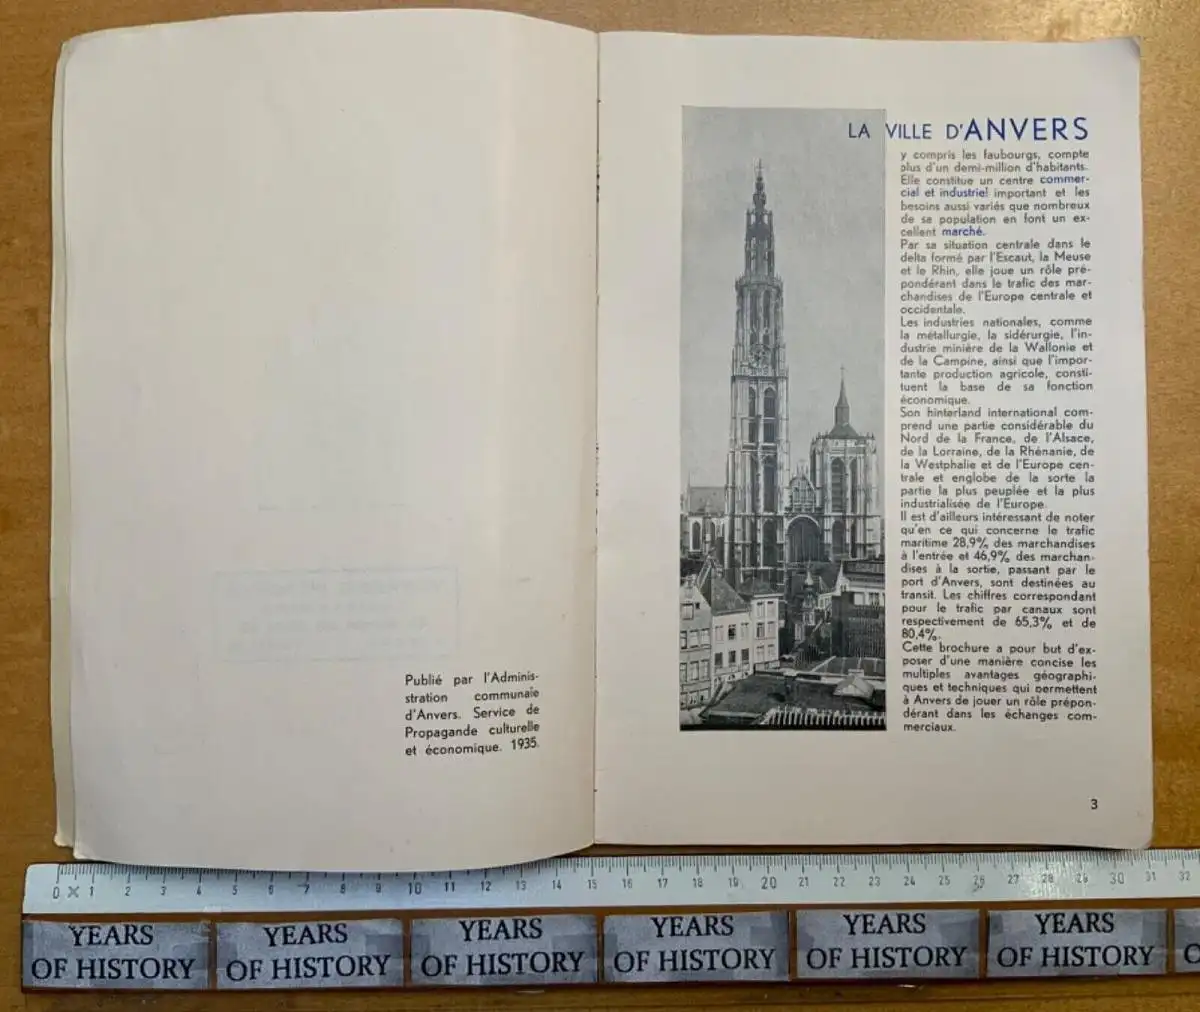 Publié par l'Adminis-
stration communale
d'Anvers. Service de
Propagande culturelle
et économique. 1935.
LA VILLE D'ANVERS
y compris les faubourgs, compte
plus d'un demi-million d'habitants.
Elle constitue un centre commer-
cial et industriel important et les
besoins aussi variés que nombreux
de sa population en font un ex-
cellent marché.
Par sa situation centrale dans le
delta formé par l'Escaut, la Meuse
et le Rhin, elle joue un rôle pré-
pondérant dans le trafic des mar-
chandises de l'Europe centrale et
occidentale.
Les industries nationales, comme
la métallurgie, la sidérurgie, l'in-
dustrie minière de la Wallonie et
de la Campine, ainsi que l'impor-
tante production agricole, consti-
tuent la base de sa fonction
économique.
Son hinterland international com-
prend une partie considérable du
Nord de la France, de l'Alsace,
de la Lorraine, de la Rhénanie, de
la Westphalie et de l'Europe cen-
trale et englobe de la sorte la
partie la plus peuplée et la plus
industrialisée de l'Europe.
Il est d'ailleurs intéressant de noter
qu'en ce qui concerne le trafic
maritime 28,9% des marchandises
à l'entrée et 46,9% des marchan-
dises à la sortie, passant par le
port d'Anvers, sont destinées au
transit. Les chiffres correspondant
pour le trafic par canaux sont
respectivement de 65,3% et de
80,4%.
Cette brochure a pour but d'ex-
poser d'une manière concise les
multiples avantages géographi-
ques et techniques qui permettent
à Anvers de jouer un rôle prépon-
dérant dans les échanges com-
merciaux.
3
0 1 2 3 4 5 6 7 8 9 10 11 12 13 14 15 16 17 18 19 20 21 22 23 24 25 26 27 28 29 30 31 32
YEARS OF HISTORY
YEARS OF HISTORY
YEARS OF HISTORY
YEARS OF HISTORY
YEARS OF HISTORY
YEARS OF HISTORY